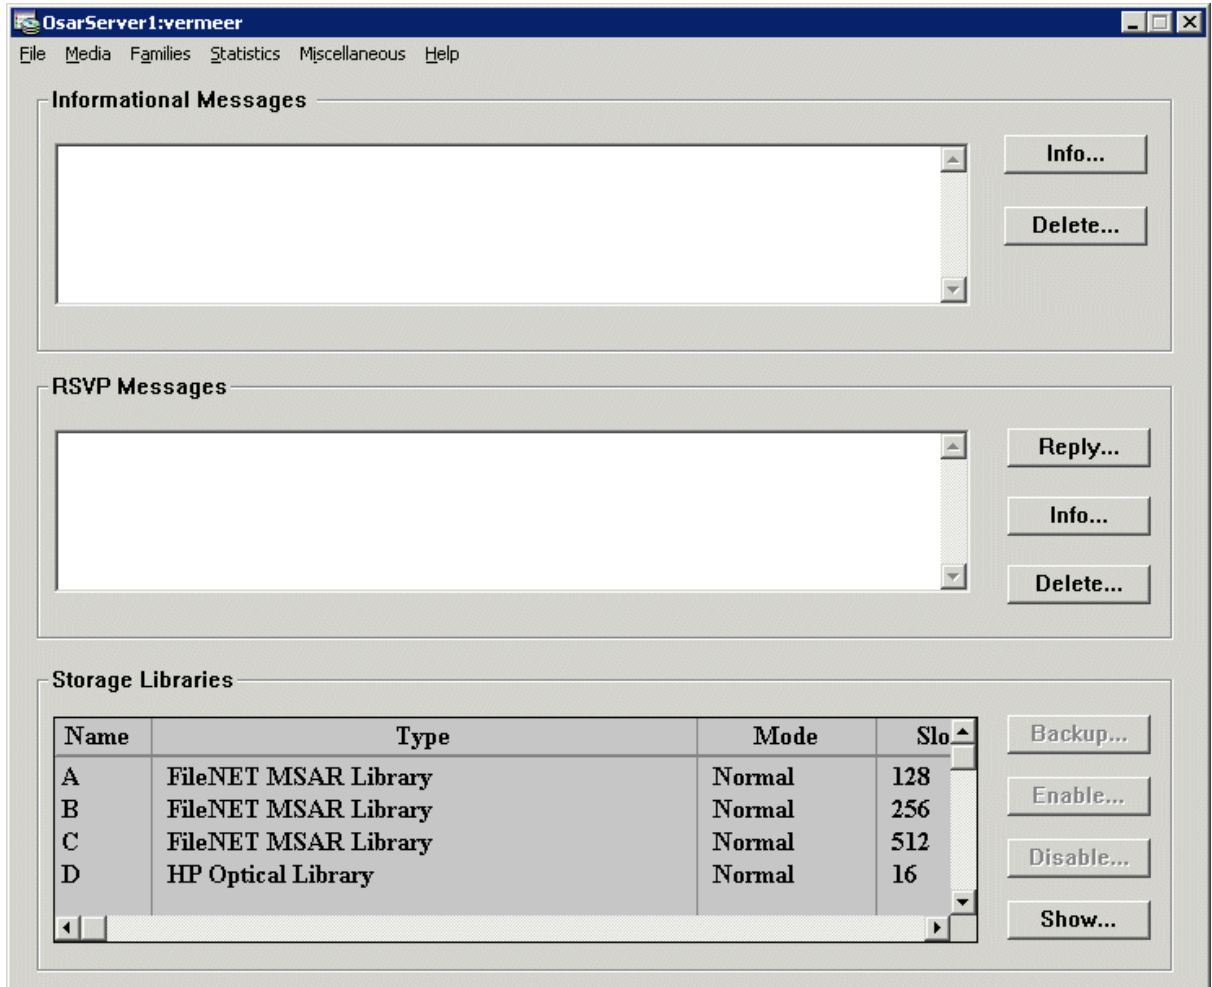 OsarServer1:vermeer
File Media Families Statistics Miscellaneous Help
Informational Messages
Info...
Delete...
RSVP Messages
Reply...
Info...
Delete...
Storage Libraries
Name Type Mode Slo
A FileNET MSAR Library Normal 128
B FileNET MSAR Library Normal 256
C FileNET MSAR Library Normal 512
D HP Optical Library Normal 16
Backup...
Enable...
Disable...
Show...